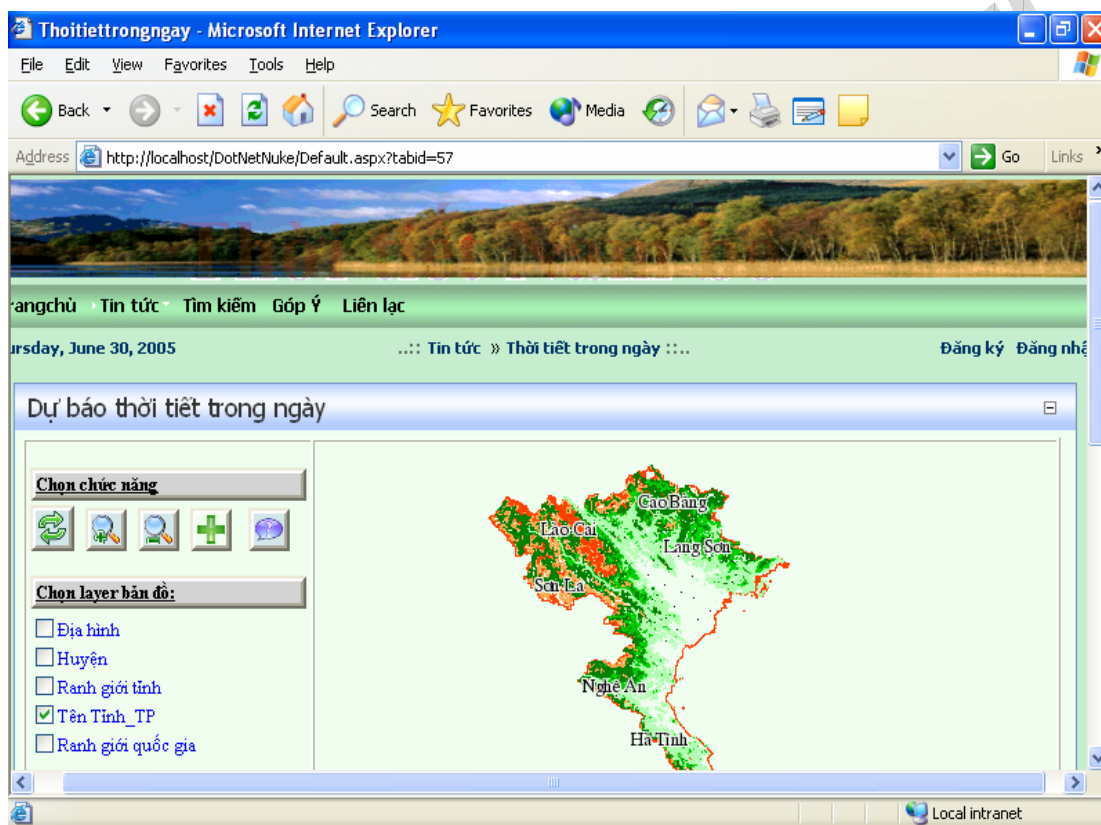 Thoitiettrongngay - Microsoft Internet Explorer
File Edit View Favorites Tools Help
Back Search Favorites Media
Address http://localhost/DotNetNuke/Default.aspx?tabid=57 Go Links
rangchủ Tin tức Tìm kiếm Góp Ý Liên lạc
ursday, June 30, 2005 ..:: Tin tức » Thời tiết trong ngày ::.. Đăng ký Đăng nhậ
Dự báo thời tiết trong ngày
Chọn chức năng
Chọn layer bản đồ:
Địa hình
Huyện
Ranh giới tỉnh
Tên Tỉnh_TP
Ranh giới quốc gia
Cao Bằng
Lào Cai
Lạng Sơn
Sơn La
Nghệ An
Hà Tĩnh
Local intranet